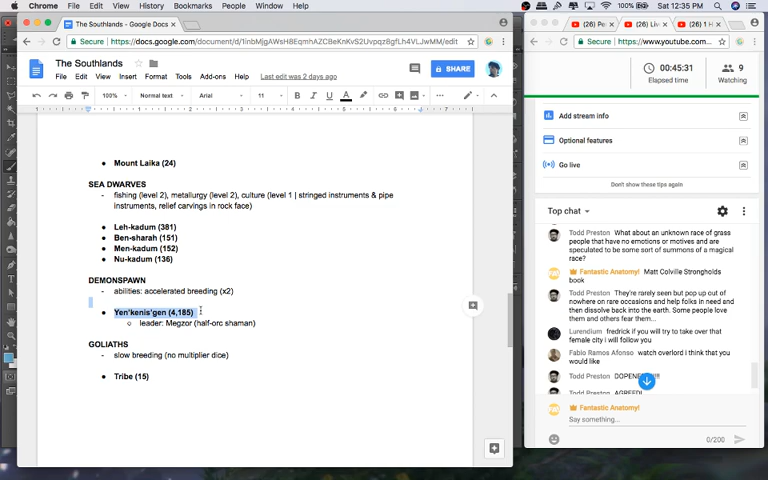 Chrome File Edit View History Bookmarks People Window Help
100% Sat 12:35 PM
The Southlands - Google Docs
Secure https://docs.google.com/document/d/
The Southlands
File Edit View Insert Format Tools Add-ons Help Last edit was 2 days ago
SHARE
100% Normal text Arial 11 B I U A
Mount Laika (24)
SEA DWARVES
- fishing (level 2), metallurgy (level 2), culture (level 1 | stringed instruments & pipe
instruments, relief carvings in rock face)
Leh-kadum (381)
Ben-sharah (151)
Men-kadum (152)
Nu-kadum (136)
DEMONSPAWN
- abilities: accelerated breeding (x2)
Yen'kenis'gen (4,185)
leader: Megzor (half-orc shaman)
GOLIATHS
- slow breeding (no multiplier dice)
Tribe (15)
Secure https://www.youtube.com...
00:45:31
Elapsed time
9
Watching
Add stream info
Optional features
Go live
Don't show these tips again
Top chat
Todd Preston What about an unknown race of grass
people that have no emotions or motives and are
speculated to be some sort of summons of a magical
race?
Fantastic Anatomy! Matt Colville Strongholds
book
Todd Preston They're rarely seen but pop up out of
nowhere on rare occasions and help folks in need and
then dissolve back into the earth. Some people love
them and others fear them...
Lurendium fredrick if you will try to take over that
female city i will follow you
Fabio Ramos Afonso watch overlord i think that you
would like
Todd Preston
Todd Preston AGREED!
Fantastic Anatomy!
Say something...
0/200